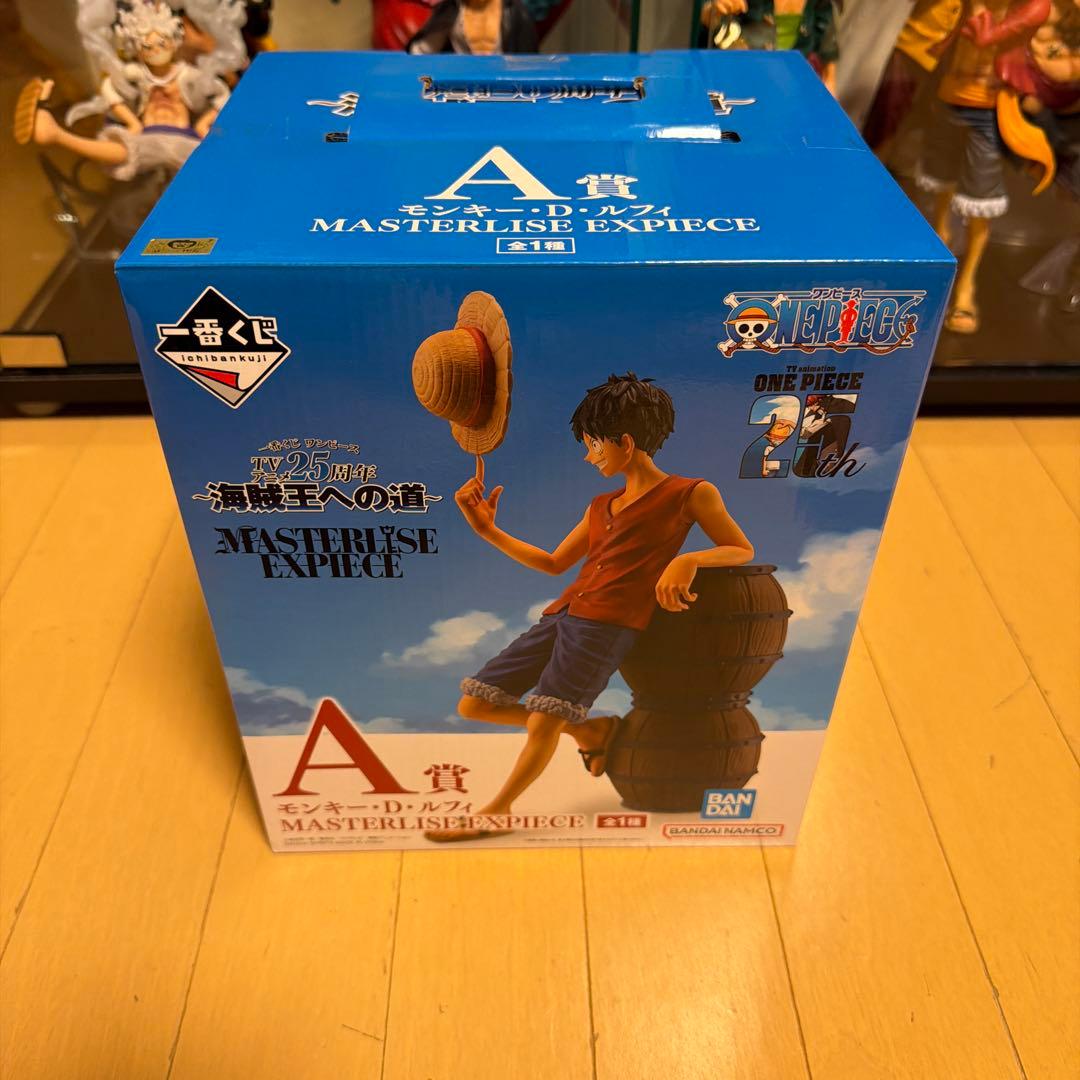 A賞
モンキー・D・ルフィ
MASTERLISE EXPIECE
全1種
一番くじ
ichibankuji
ワンピース
ONE PIECE
TV animation
ONE PIECE
25th
一番くじ ワンピース
TVアニメ25周年
~海賊王への道~
MASTERLISE
EXPIECE
A賞
モンキー・D・ルフィ
MASTERLISE EXPIECE 全1種
BAN
DAI
BANDAI NAMCO